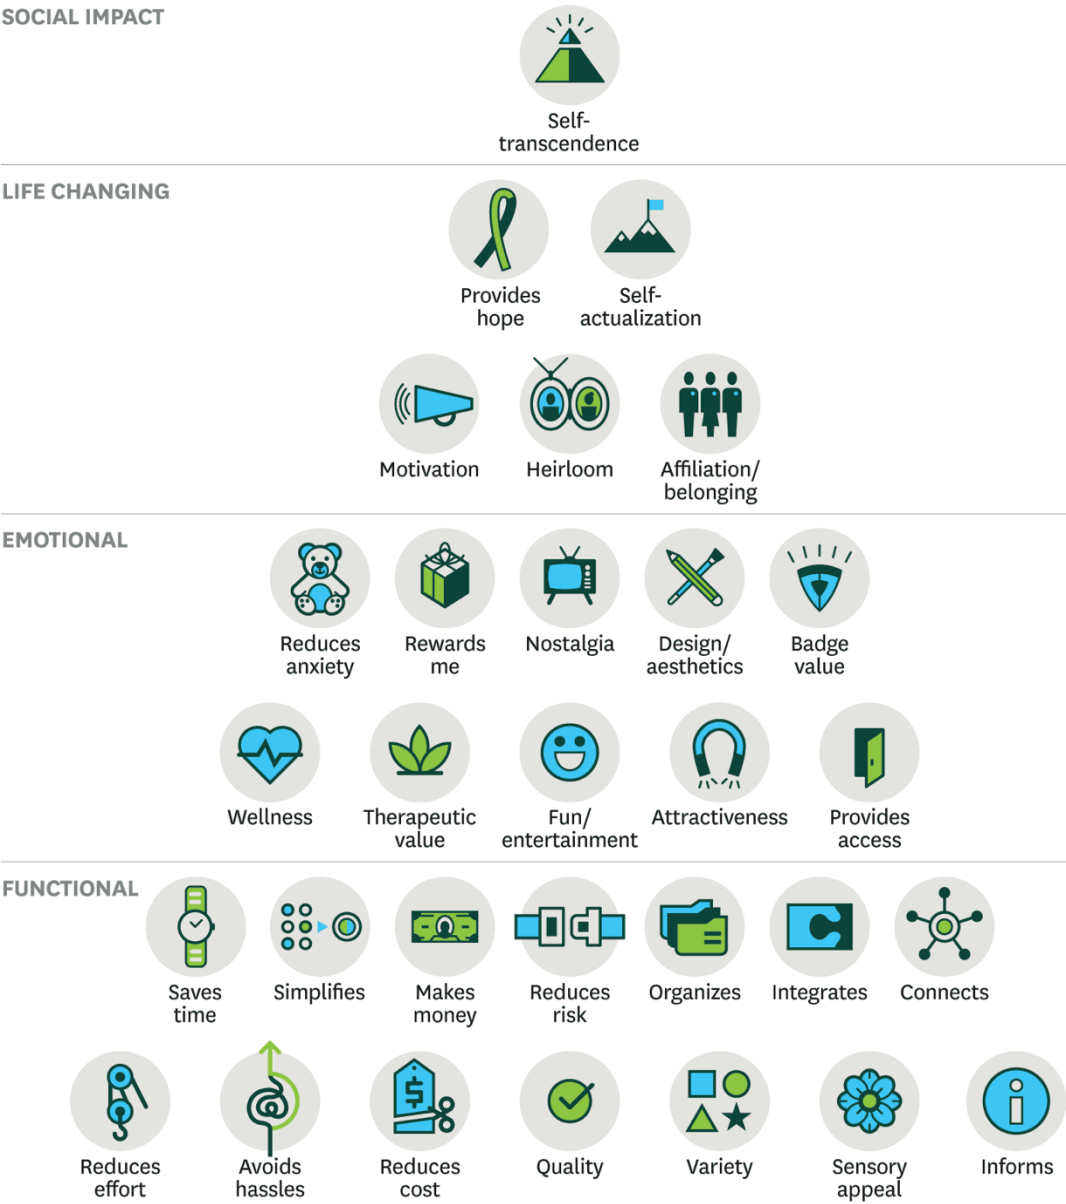 SOCIAL IMPACT
Self-
transcendence
LIFE CHANGING
Provides
hope
Self-
actualization
Motivation
Heirloom
Affiliation/
belonging
EMOTIONAL
Reduces
anxiety
Rewards
me
Nostalgia
Design/
aesthetics
Badge
value
Wellness
Therapeutic
value
Fun/
entertainment
Attractiveness
Provides
access
FUNCTIONAL
Saves
time
Simplifies
Makes
money
Reduces
risk
Organizes
Integrates
Connects
$
Reduces
effort
Avoids
hassles
Reduces
cost
Quality
Variety
Sensory
appeal
i
Informs